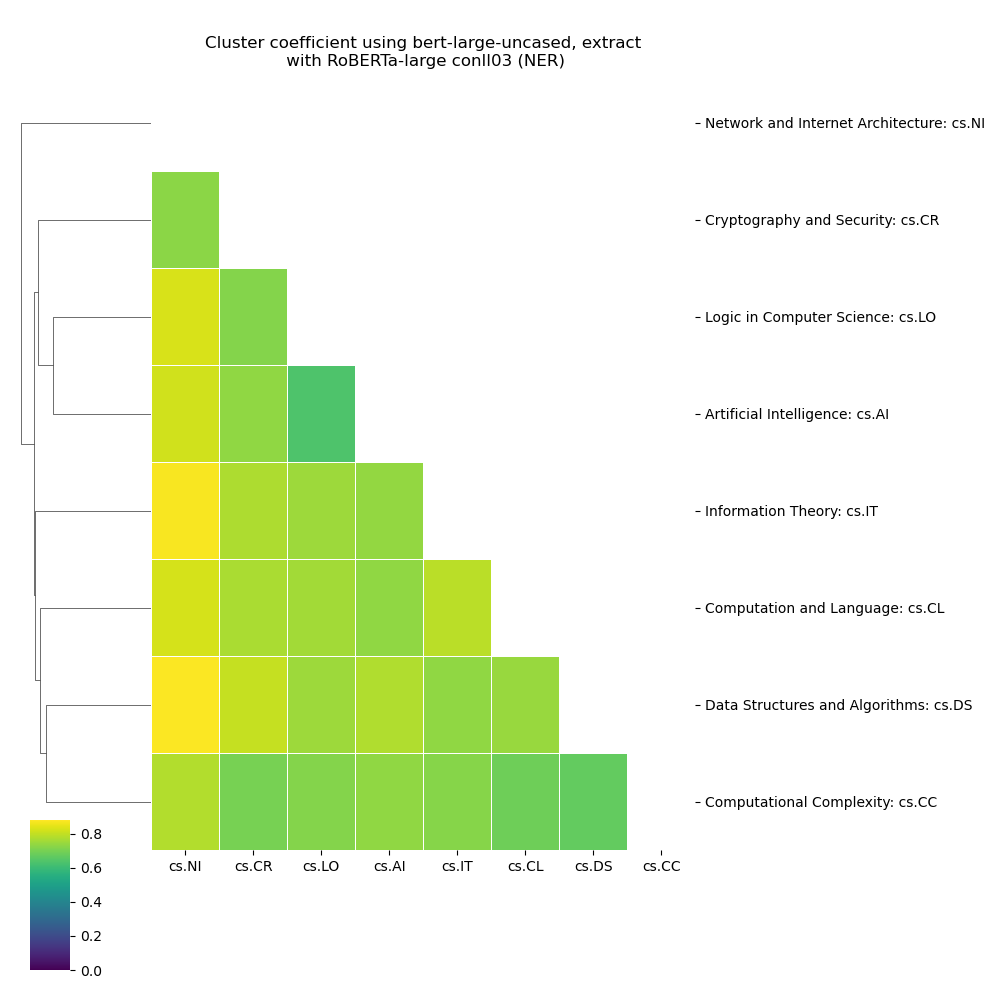 Cluster coefficient using bert-large-uncased, extract
with RoBERTa-large conll03 (NER)
Network and Internet Architecture: cs.NI
Cryptography and Security: cs.CR
Logic in Computer Science: cs.LO
Artificial Intelligence: cs.AI
Information Theory: cs.IT
Computation and Language: cs.CL
Data Structures and Algorithms: cs.DS
Computational Complexity: cs.CC
0.8
0.6
0.4
0.2
0.0
cs.NI cs.CR cs.LO cs.AI cs.IT cs.CL cs.DS cs.CC